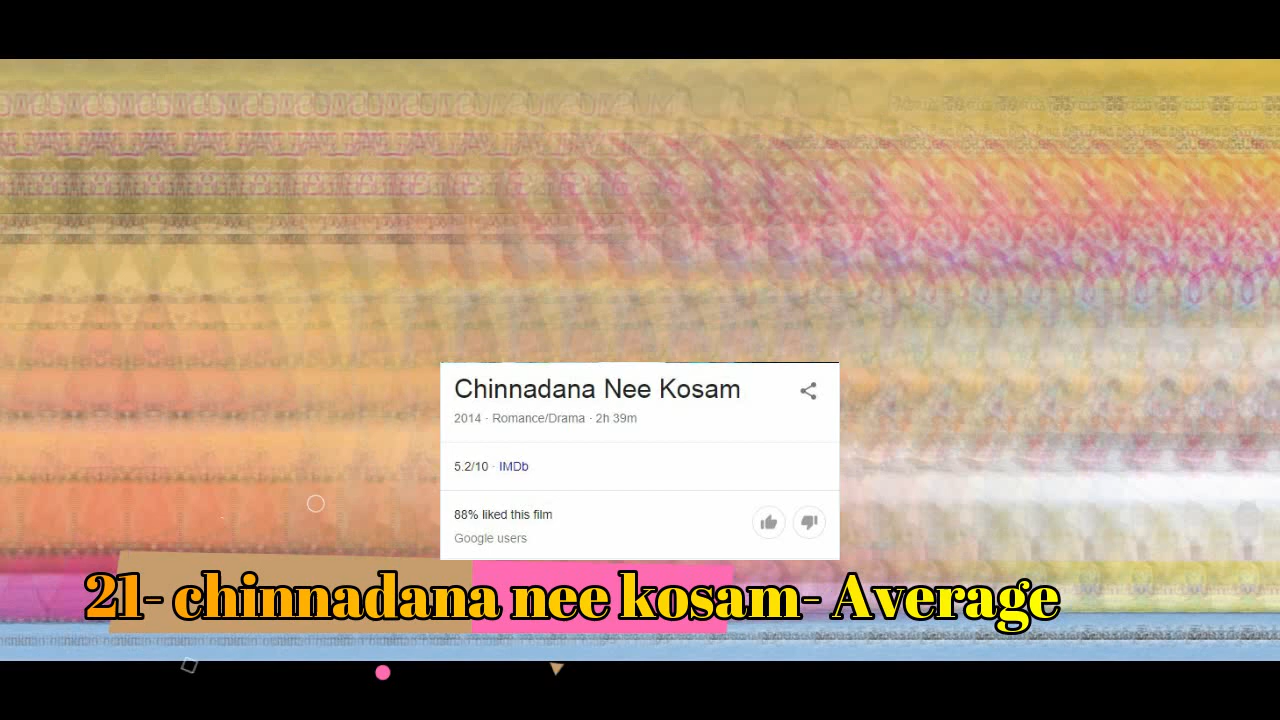 Chinnadana Nee Kosam
2014 · Romance/Drama · 2h 39m
5.2/10 · IMDb
88% liked this film
Google users
21- chinnadana nee kosam- Average